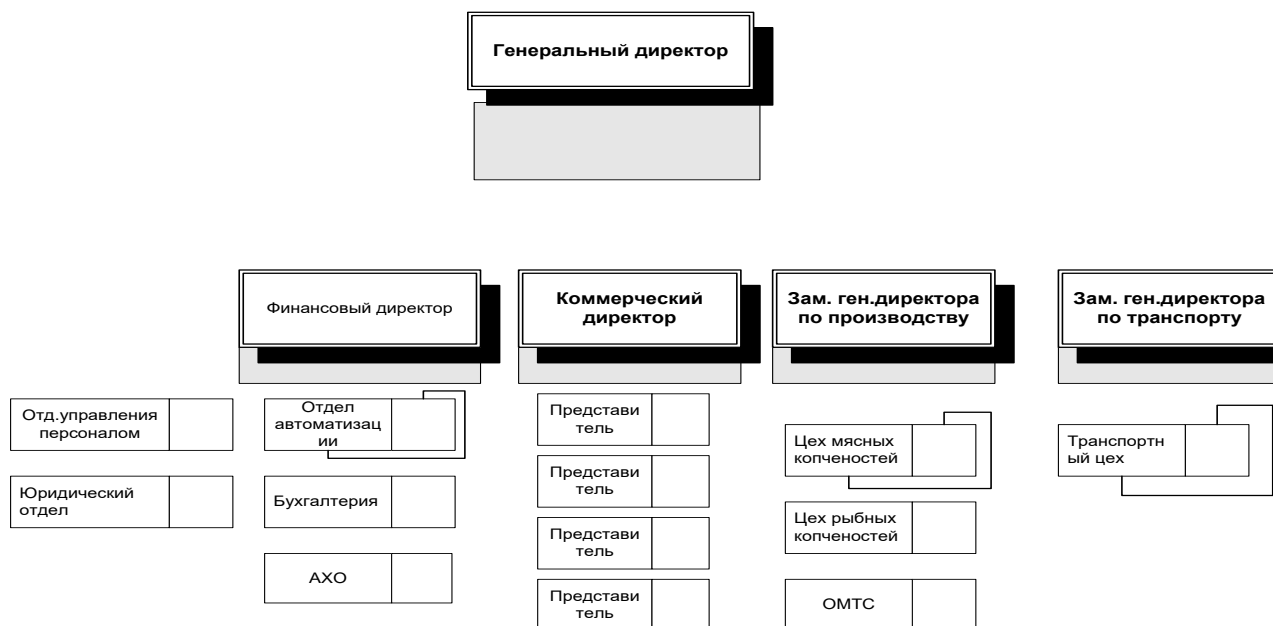 Генеральный директор
Финансовый директор
Коммерческий
директор
Зам. ген.директора
по производству
Зам. ген.директора
по транспорту
Отд.управления
персоналом
Юридический
отдел
Отдел
автоматизац
ии
Бухгалтерия
АХО
Представи
тель
Представи
тель
Представи
тель
Представи
тель
Цех мясных
копченостей
Цех рыбных
копченостей
ОМТС
Транспортн
ый цех